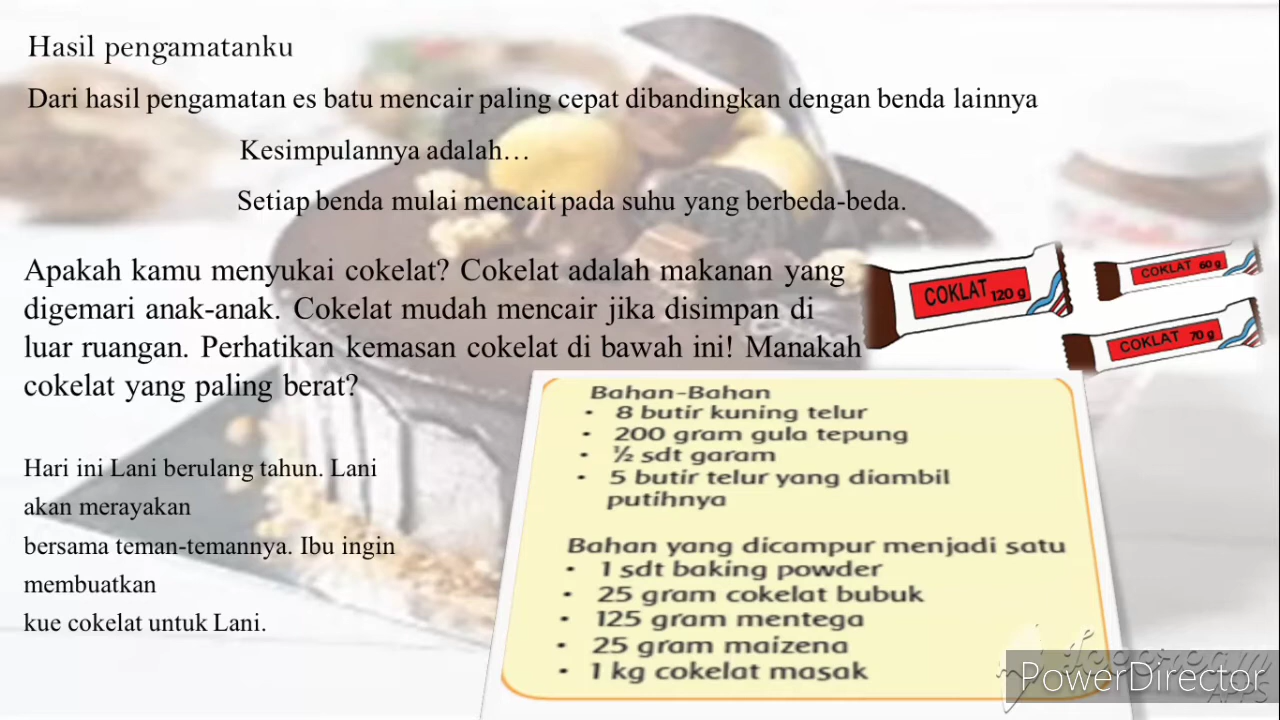 Hasil pengamatanku
Dari hasil pengamatan es batu mencair paling cepat dibandingkan dengan benda lainnya
Kesimpulannya adalah…
Setiap benda mulai mencait pada suhu yang berbeda-beda.
Apakah kamu menyukai cokelat? Cokelat adalah makanan yang
digemari anak-anak. Cokelat mudah mencair jika disimpan di
luar ruangan. Perhatikan kemasan cokelat di bawah ini! Manakah
cokelat yang paling berat?
COKLAT 120 g
COKLAT 60 g
COKLAT 70 g
Hari ini Lani berulang tahun. Lani
akan merayakan
bersama teman-temannya. Ibu ingin
membuatkan
kue cokelat untuk Lani.
Bahan-Bahan
• 8 butir kuning telur
• 200 gram gula tepung
• ½ sdt garam
• 5 butir telur yang diambil
putihnya
Bahan yang dicampur menjadi satu
• 1 sdt baking powder
• 25 gram cokelat bubuk
• 125 gram mentega
• 25 gram maizena
• 1 kg cokelat masak
PowerDirector